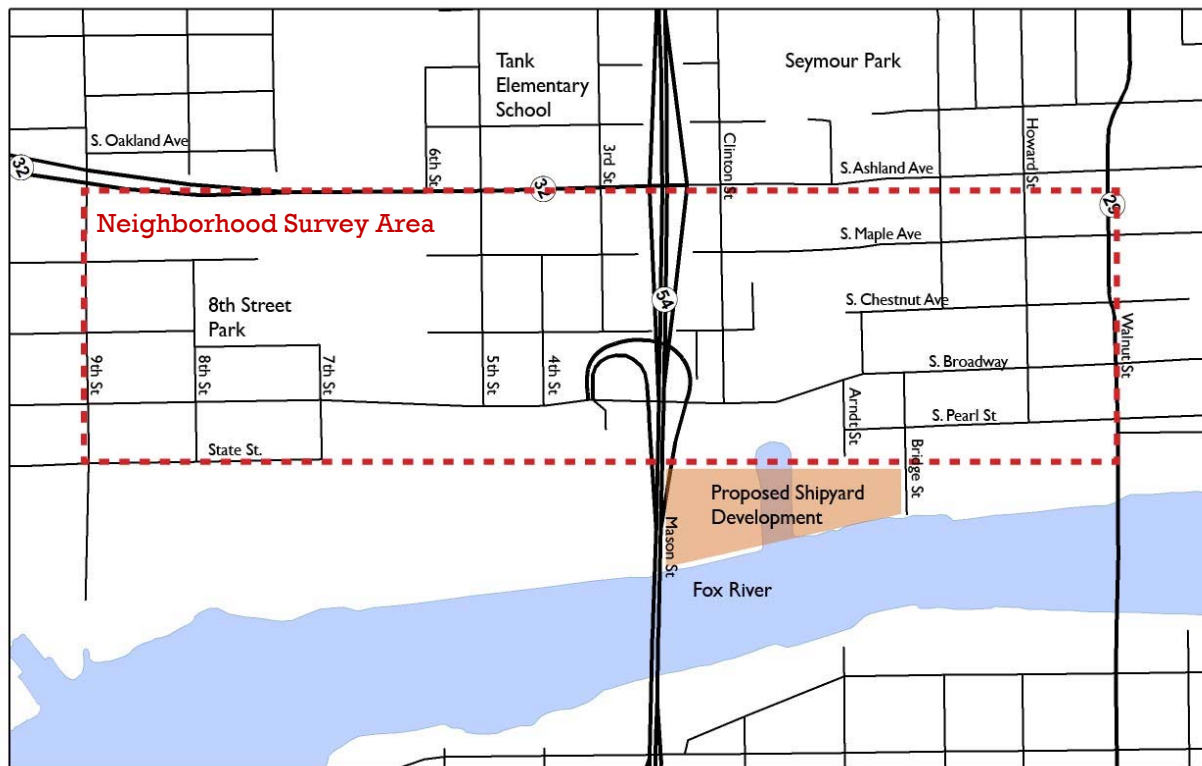 Tank
Elementary
School
Seymour Park
S. Oakland Ave
6th St
3rd St
Clinton St
Howard St
S. Ashland Ave
32
32
29
Neighborhood Survey Area
S. Maple Ave
8th Street
Park
54
S. Chestnut Ave
Walnut St
9th St
8th St
7th St
5th St
4th St
S. Broadway
Arndt St
S. Pearl St
State St.
Bridge St
Proposed Shipyard
Development
Mason St
Fox River